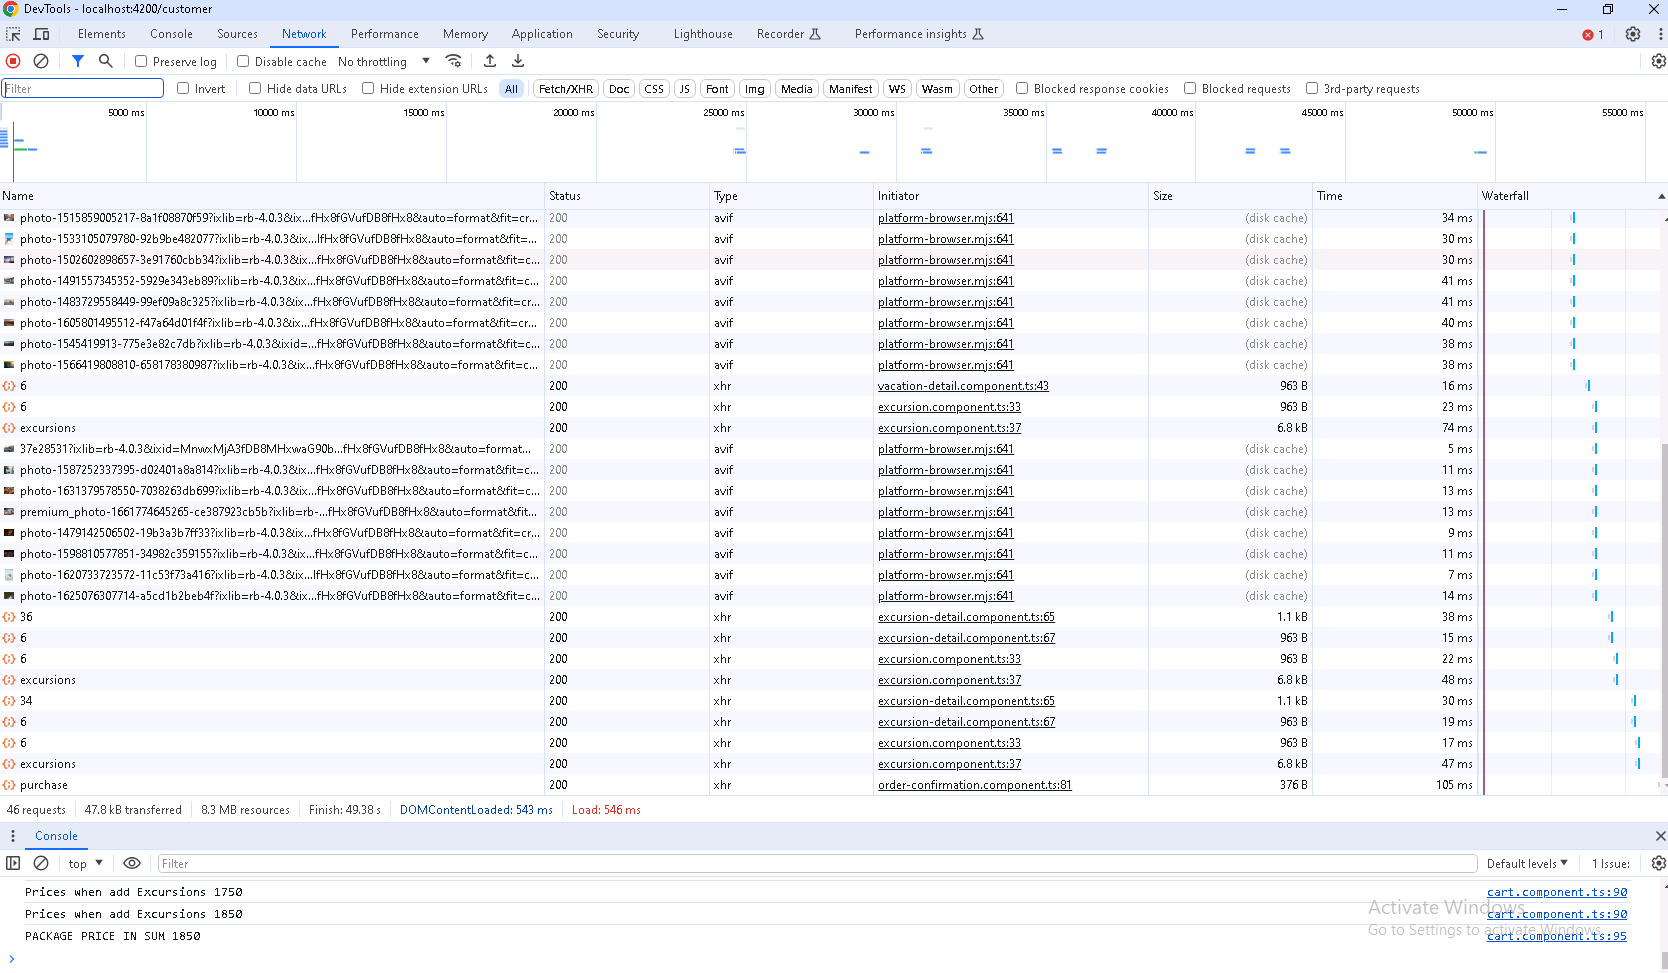 DevTools - localhost:4200/customer
Elements Console Sources Network Performance Memory Application Security Lighthouse Recorder Performance insights 1
Preserve log Disable cache No throttling
Filter Invert Hide data URLs Hide extension URLs All Fetch/XHR Doc CSS JS Font Img Media Manifest WS Wasm Other Blocked response cookies Blocked requests 3rd-party requests
5000 ms 10000 ms 15000 ms 20000 ms 25000 ms 30000 ms 35000 ms 40000 ms 45000 ms 50000 ms 55000 ms
Name Status Type Initiator Size Time Waterfall
photo-1515859005217-8a1f08870f59?ixlib=rb-4.0.3&ix...fHx8fGVufDB8fHx8&auto=format&fit=cr... 200 avif platform-browser.mjs:641 (disk cache) 34 ms
photo-1533105079780-92b9be482077?ixlib=rb-4.0.3&ix...lfHx8fGVufDB8fHx8&auto=format&fit=... 200 avif platform-browser.mjs:641 (disk cache) 30 ms
photo-1502602898657-3e91760cbb34?ixlib=rb-4.0.3&ix...fHx8fGVufDB8fHx8&auto=format&fit=c... 200 avif platform-browser.mjs:641 (disk cache) 30 ms
photo-1491557345352-5929e343eb89?ixlib=rb-4.0.3&ix...fHx8fGVufDB8fHx8&auto=format&fit=c... 200 avif platform-browser.mjs:641 (disk cache) 41 ms
photo-1483729558449-99ef09a8c325?ixlib=rb-4.0.3&ix...fHx8fGVufDB8fHx8&auto=format&fit=c... 200 avif platform-browser.mjs:641 (disk cache) 41 ms
photo-1605801495512-f47a64d01f4f?ixlib=rb-4.0.3&ix...fHx8fGVufDB8fHx8&auto=format&fit=cr... 200 avif platform-browser.mjs:641 (disk cache) 40 ms
photo-1545419913-775e3e82c7db?ixlib=rb-4.0.3&ixid=...fHx8fGVufDB8fHx8&auto=format&fit=c... 200 avif platform-browser.mjs:641 (disk cache) 38 ms
photo-1566419808810-658178380987?ixlib=rb-4.0.3&ix...fHx8fGVufDB8fHx8&auto=format&fit=c... 200 avif platform-browser.mjs:641 (disk cache) 38 ms
6 200 xhr vacation-detail.component.ts:43 963 B 16 ms
6 200 xhr excursion.component.ts:33 963 B 23 ms
excursions 200 xhr excursion.component.ts:37 6.8 kB 74 ms
37e28531?ixlib=rb-4.0.3&ixid=MnwxMjA3fDB8MHxwaG90b...fHx8fGVufDB8fHx8&auto=format... 200 avif platform-browser.mjs:641 (disk cache) 5 ms
photo-1587252337395-d02401a8a814?ixlib=rb-4.0.3&ix...fHx8fGVufDB8fHx8&auto=format&fit=c... 200 avif platform-browser.mjs:641 (disk cache) 11 ms
photo-1631379578550-7038263db699?ixlib=rb-4.0.3&ix...fHx8fGVufDB8fHx8&auto=format&fit=c... 200 avif platform-browser.mjs:641 (disk cache) 13 ms
premium_photo-1661774645265-ce387923cb5b?ixlib=rb-...fHx8fGVufDB8fHx8&auto=format&fit... 200 avif platform-browser.mjs:641 (disk cache) 13 ms
photo-1479142506502-19b3a3b7ff33?ixlib=rb-4.0.3&ix...fHx8fGVufDB8fHx8&auto=format&fit=cr... 200 avif platform-browser.mjs:641 (disk cache) 9 ms
photo-1598810577851-34982c359155?ixlib=rb-4.0.3&ix...fHx8fGVufDB8fHx8&auto=format&fit=c... 200 avif platform-browser.mjs:641 (disk cache) 11 ms
photo-1620733723572-11c53f73a416?ixlib=rb-4.0.3&ix...lfHx8fGVufDB8fHx8&auto=format&fit=c... 200 avif platform-browser.mjs:641 (disk cache) 7 ms
photo-1625076307714-a5cd1b2beb4f?ixlib=rb-4.0.3&ix...fHx8fGVufDB8fHx8&auto=format&fit=c... 200 avif platform-browser.mjs:641 (disk cache) 14 ms
36 200 xhr excursion-detail.component.ts:65 1.1 kB 38 ms
6 200 xhr excursion-detail.component.ts:67 963 B 15 ms
6 200 xhr excursion.component.ts:33 963 B 22 ms
excursions 200 xhr excursion.component.ts:37 6.8 kB 48 ms
34 200 xhr excursion-detail.component.ts:65 1.1 kB 30 ms
6 200 xhr excursion-detail.component.ts:67 963 B 19 ms
6 200 xhr excursion.component.ts:33 963 B 17 ms
excursions 200 xhr excursion.component.ts:37 6.8 kB 47 ms
purchase 200 xhr order-confirmation.component.ts:81 376 B 105 ms
46 requests 47.8 kB transferred 8.3 MB resources Finish: 49.38 s DOMContentLoaded: 543 ms Load: 546 ms
Console
top Filter Default levels 1 Issue:
Prices when add Excursions 1750 cart.component.ts:90
Prices when add Excursions 1850 cart.component.ts:90
PACKAGE PRICE IN SUM 1850 cart.component.ts:95
Activate Windows
Go to Settings to activate Windows.